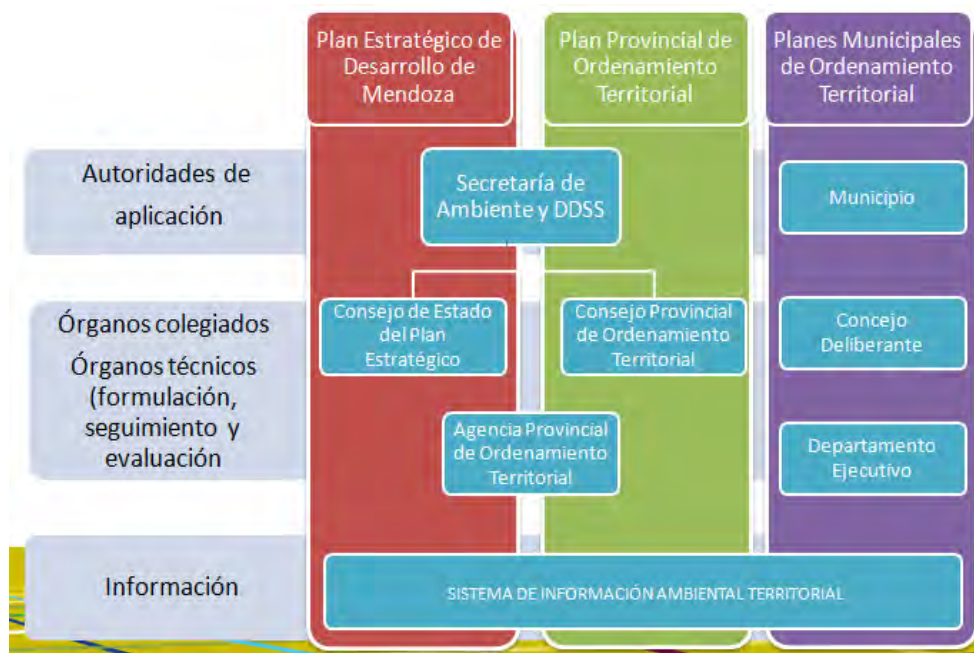 Plan Estratégico de
Desarrollo de
Mendoza
Plan Provincial de
Ordenamiento
Territorial
Planes Municipales
de Ordenamiento
Territorial
Autoridades de
aplicación
Secretaría de
Ambiente y DDSS
Municipio
Órganos colegiados
Órganos técnicos
(formulación,
seguimiento y
evaluación
Consejo de Estado
del Plan
Estratégico
Consejo Provincial
de Ordenamiento
Territorial
Concejo
Deliberante
Agencia Provincial
de Ordenamiento
Territorial
Departamento
Ejecutivo
Información
SISTEMA DE INFORMACIÓN AMBIENTAL TERRITORIAL